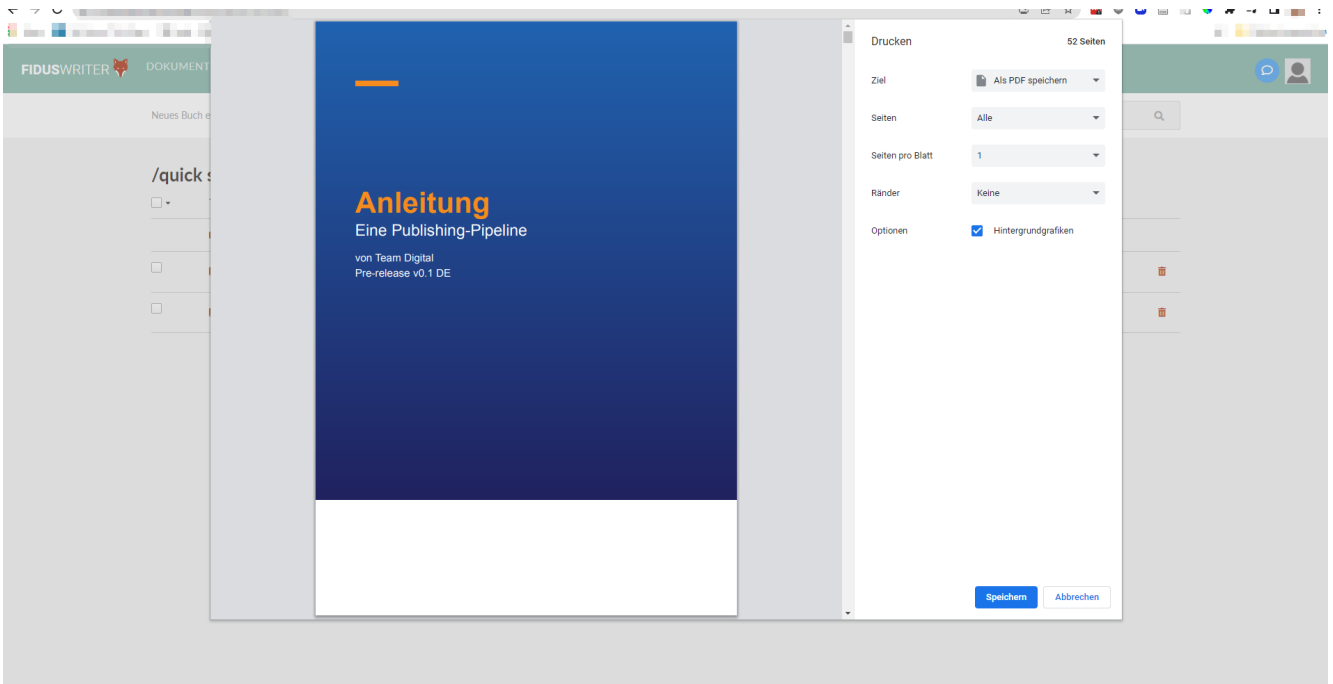 FIDUSWRITER
DOKUMENT
Neues Buch
/quick
Anleitung
Eine Publishing-Pipeline
von Team Digital
Pre-release v0.1 DE
Drucken
52 Seiten
Ziel
Als PDF speichern
Seiten
Alle
Seiten pro Blatt
1
Ränder
Keine
Optionen
Hintergrundgrafiken
Speichern
Abbrechen